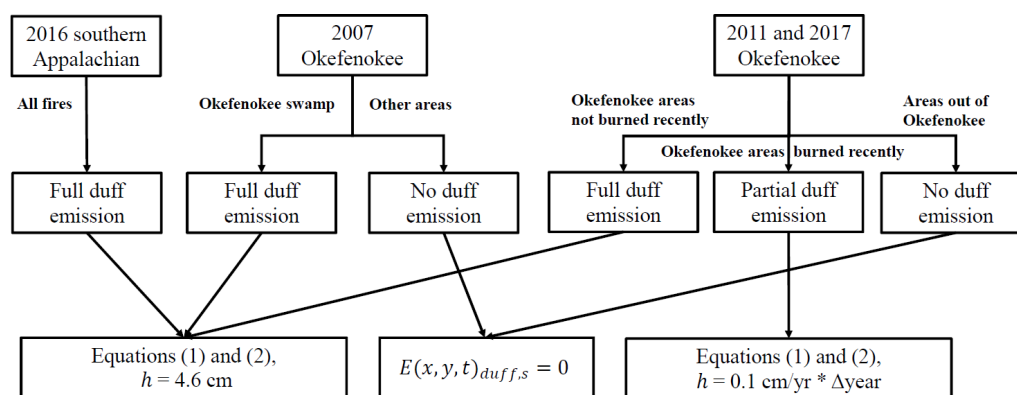 2016 southern
Appalachian
2007
Okefenokee
2011 and 2017
Okefenokee
All fires
Okefenokee swamp
Other areas
Okefenokee areas
not burned recently
Areas out of
Okefenokee
Okefenokee areas burned recently
Full duff
emission
Full duff
emission
No duff
emission
Full duff
emission
Partial duff
emission
No duff
emission
Equations (1) and (2),
h = 4.6 cm
E(x, y, t)duff,s = 0
Equations (1) and (2),
h = 0.1 cm/yr * Δyear